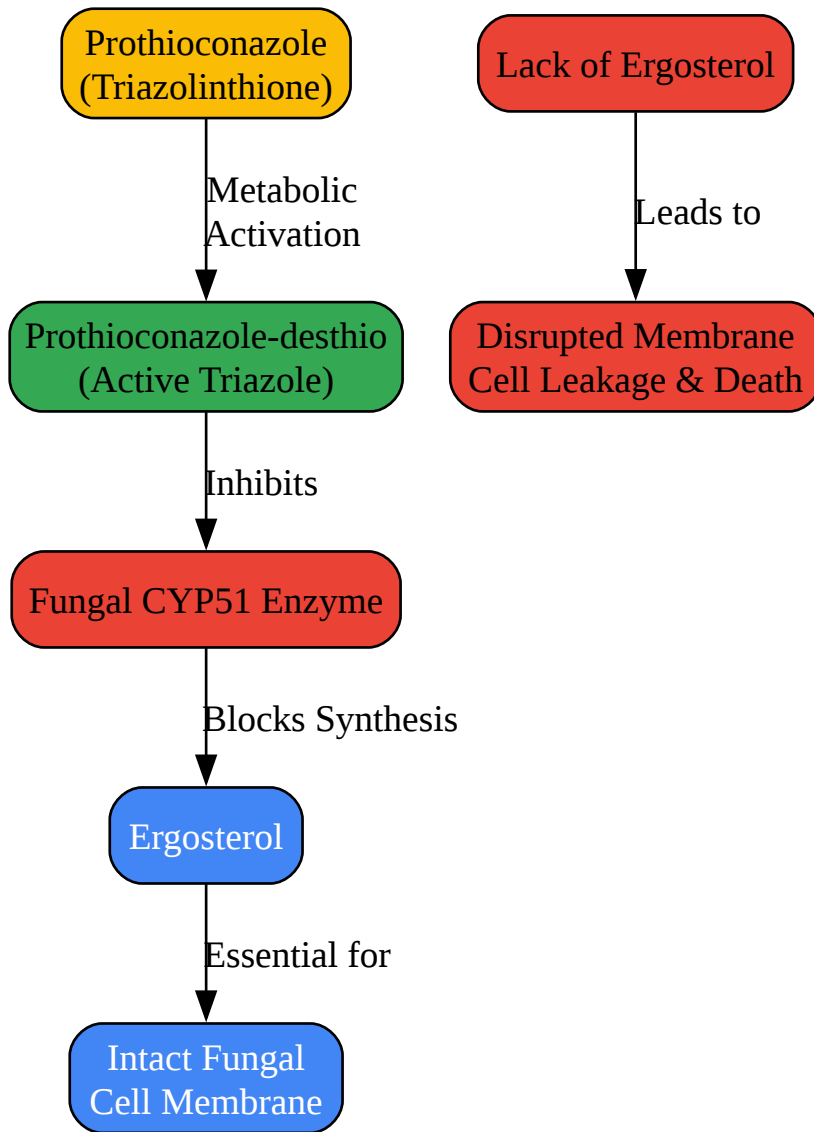 Prothioconazole
(Triazolinthione)
Metabolic
Activation
Prothioconazole-desthio
(Active Triazole)
Inhibits
Fungal CYP51 Enzyme
Blocks Synthesis
Ergosterol
Essential for
Intact Fungal
Cell Membrane
Lack of Ergosterol
Leads to
Disrupted Membrane
Cell Leakage & Death